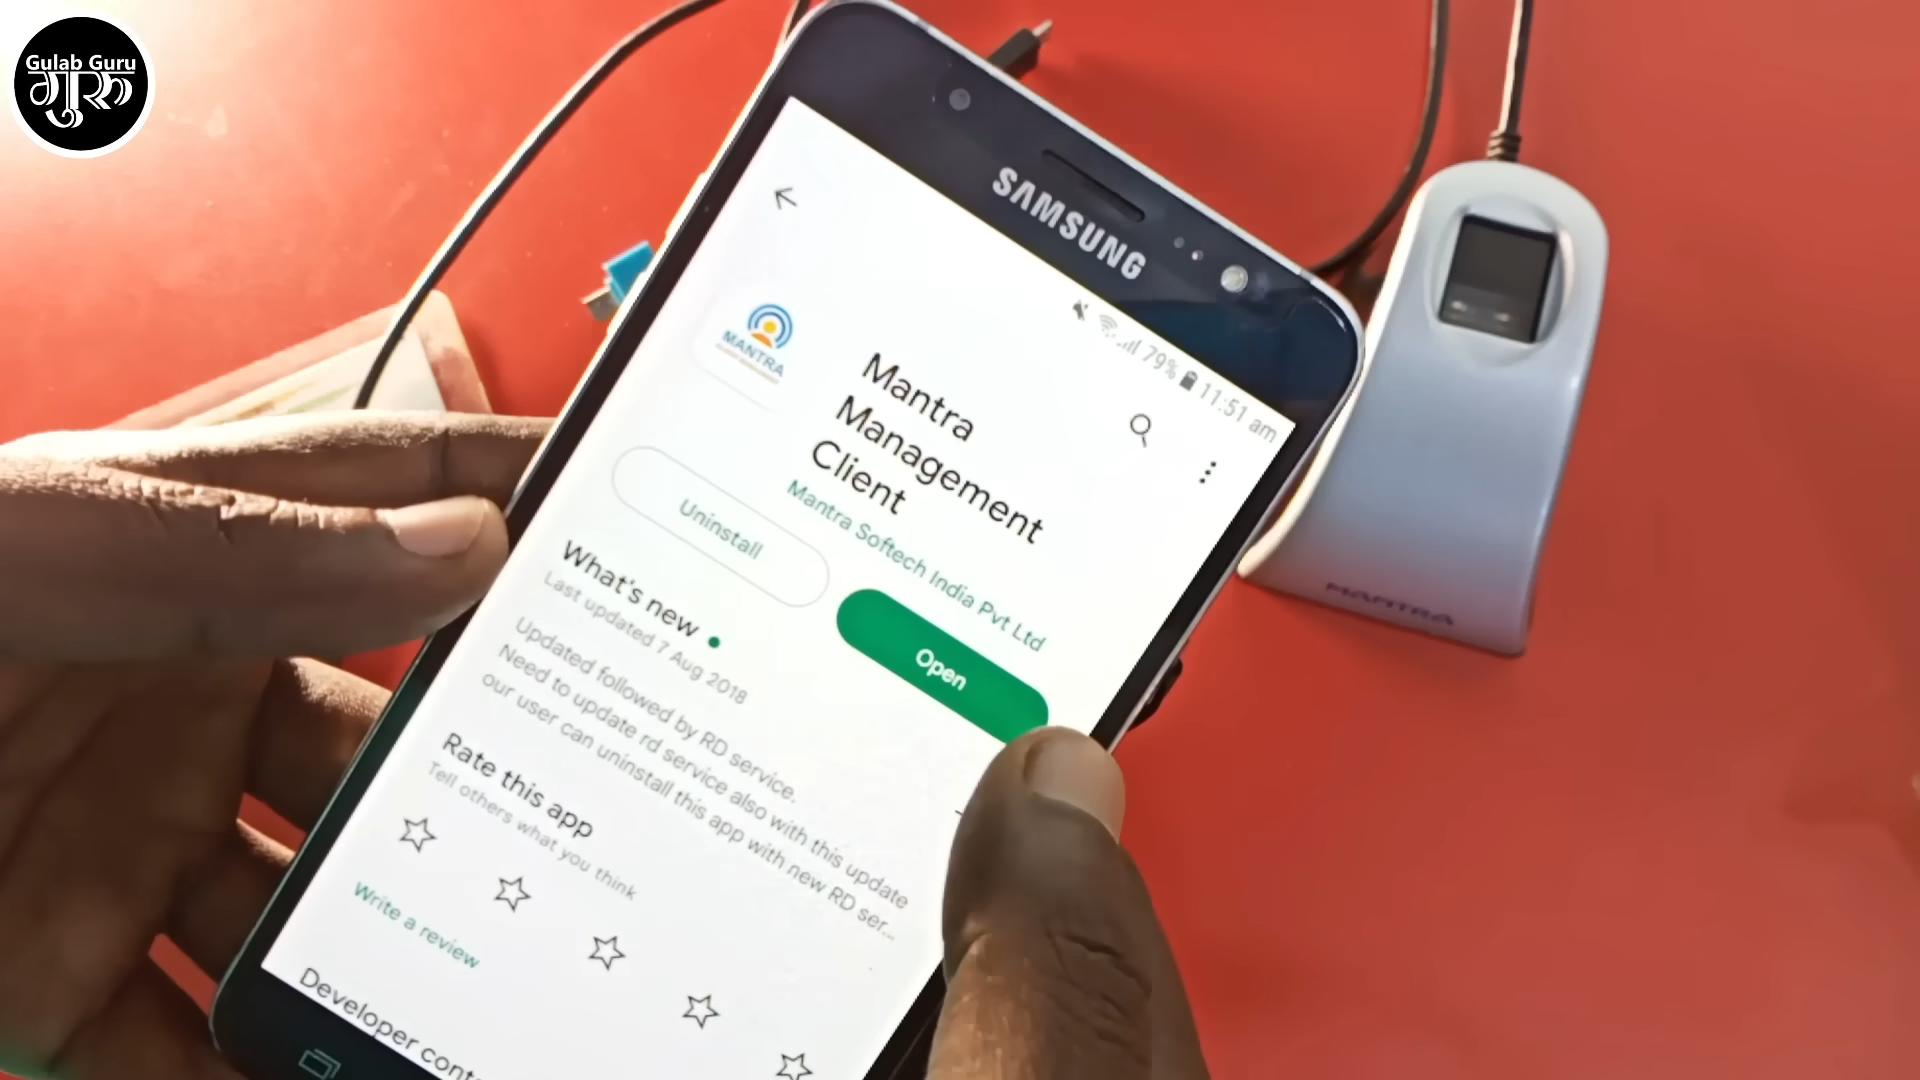 Gulab Guru
गुरु
SAMSUNG
79% 11:51 am
MANTRA
Mantra
Management
Client
Mantra Softech India Pvt Ltd
Uninstall
Open
What's new
Last updated 7 Aug 2018
Updated followed by RD service.
Need to update rd service also with this update
our user can uninstall this app with new RD ser...
Rate this app
Tell others what you think
Write a review
Developer cont
MANTRA